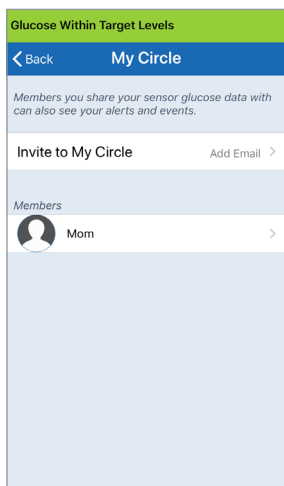 Glucose Within Target Levels
Back My Circle
Members you share your sensor glucose data with
can also see your alerts and events.
Invite to My Circle Add Email
Members
Mom